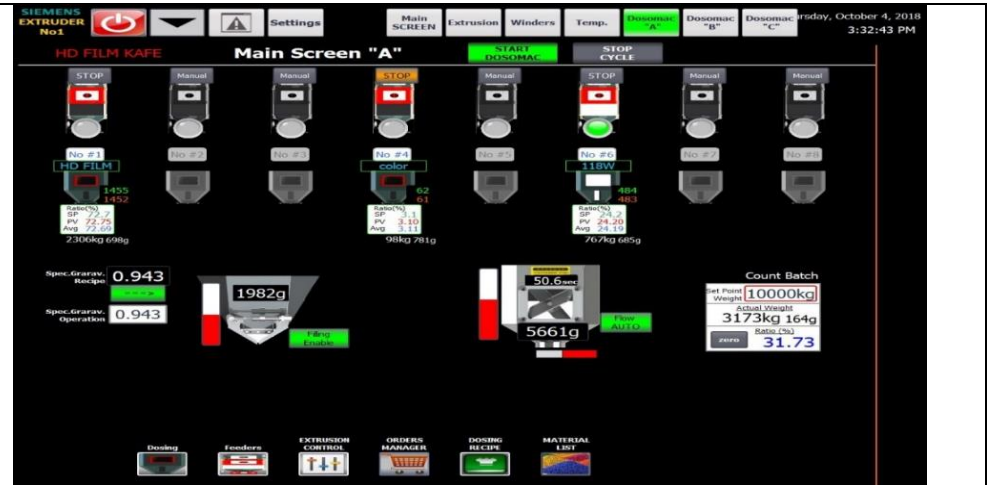 SIEMENS
EXTRUDER
No1
Settings
Main
SCREEN
Extrusion
Winders
Temp.
Dosomac
"A"
Dosomac
"B"
Dosomac
"C"
rsday, October 4, 2018
3:32:43 PM
HD FILM KAFE
Main Screen "A"
START
DOSOMAC
STOP
CYCLE
STOP
Manual
Manual
STOP
Manual
STOP
Manual
Manual
No #1
No #2
No #3
No #4
No #5
No #6
No #7
No #8
HD FILM
color
118W
1455
1452
62
61
484
483
Ratio(%)
SP 72.7
PV 72.75
Avg 72.69
Ratio(%)
SP 3.1
PV 3.10
Avg 3.11
Ratio(%)
SP 24.2
PV 24.20
Avg 24.19
2306kg 698g
98kg 781g
767kg 685g
Spec.Grarav.
Recipe
0.943
===>
Spec.Grarav.
Operation
0.943
1982g
Filing
Enable
50.6sec
5661g
Flow
AUTO
Count Batch
Set Point
Weight
10000kg
Actual Weight
3173kg 164g
Ratio (%)
zero
31.73
Dosing
Feeders
EXTRUSION
CONTROL
ORDERS
MANAGER
DOSING
RECIPE
MATERIAL
LIST